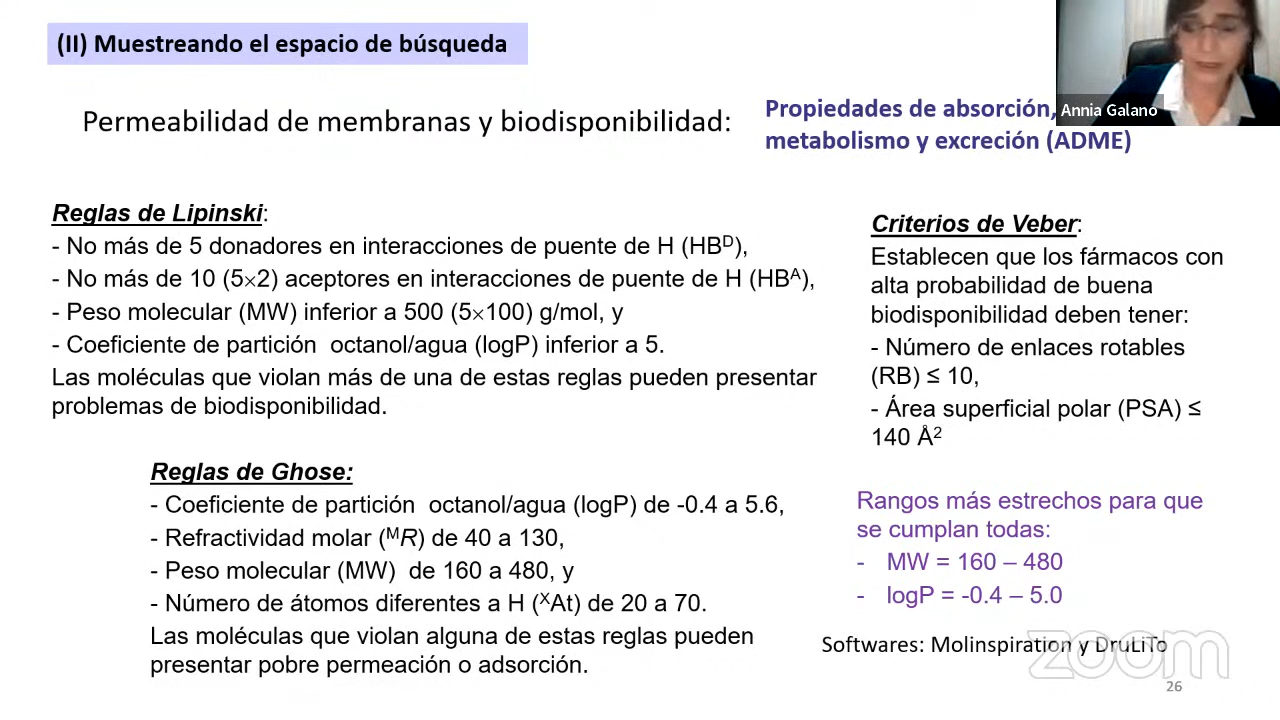 (II) Muestreando el espacio de búsqueda
Annia Galano
Permeabilidad de membranas y biodisponibilidad:
Propiedades de absorción,
metabolismo y excreción (ADME)
Reglas de Lipinski:
- No más de 5 donadores en interacciones de puente de H (HBᴰ),
- No más de 10 (5×2) aceptores en interacciones de puente de H (HBᴬ),
- Peso molecular (MW) inferior a 500 (5×100) g/mol, y
- Coeficiente de partición octanol/agua (logP) inferior a 5.
Las moléculas que violan más de una de estas reglas pueden presentar
problemas de biodisponibilidad.
Criterios de Veber:
Establecen que los fármacos con
alta probabilidad de buena
biodisponibilidad deben tener:
- Número de enlaces rotables
(RB) ≤ 10,
- Área superficial polar (PSA) ≤
140 Å²
Reglas de Ghose:
- Coeficiente de partición octanol/agua (logP) de -0.4 a 5.6,
- Refractividad molar (ᴹR) de 40 a 130,
- Peso molecular (MW) de 160 a 480, y
- Número de átomos diferentes a H (ˣAt) de 20 a 70.
Las moléculas que violan alguna de estas reglas pueden
presentar pobre permeación o adsorción.
Rangos más estrechos para que
se cumplan todas:
- MW = 160 – 480
- logP = -0.4 – 5.0
Softwares: Molinspiration y DruLiTo
zoom
26